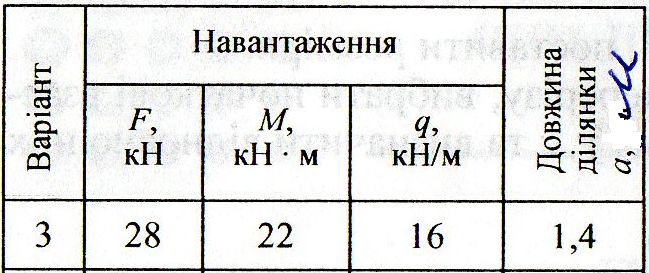 Варіант
Навантаження
F
кН
M,
кН · м
q,
кН/м
Довжина
ділянки
a, м
3
28
22
16
1,4